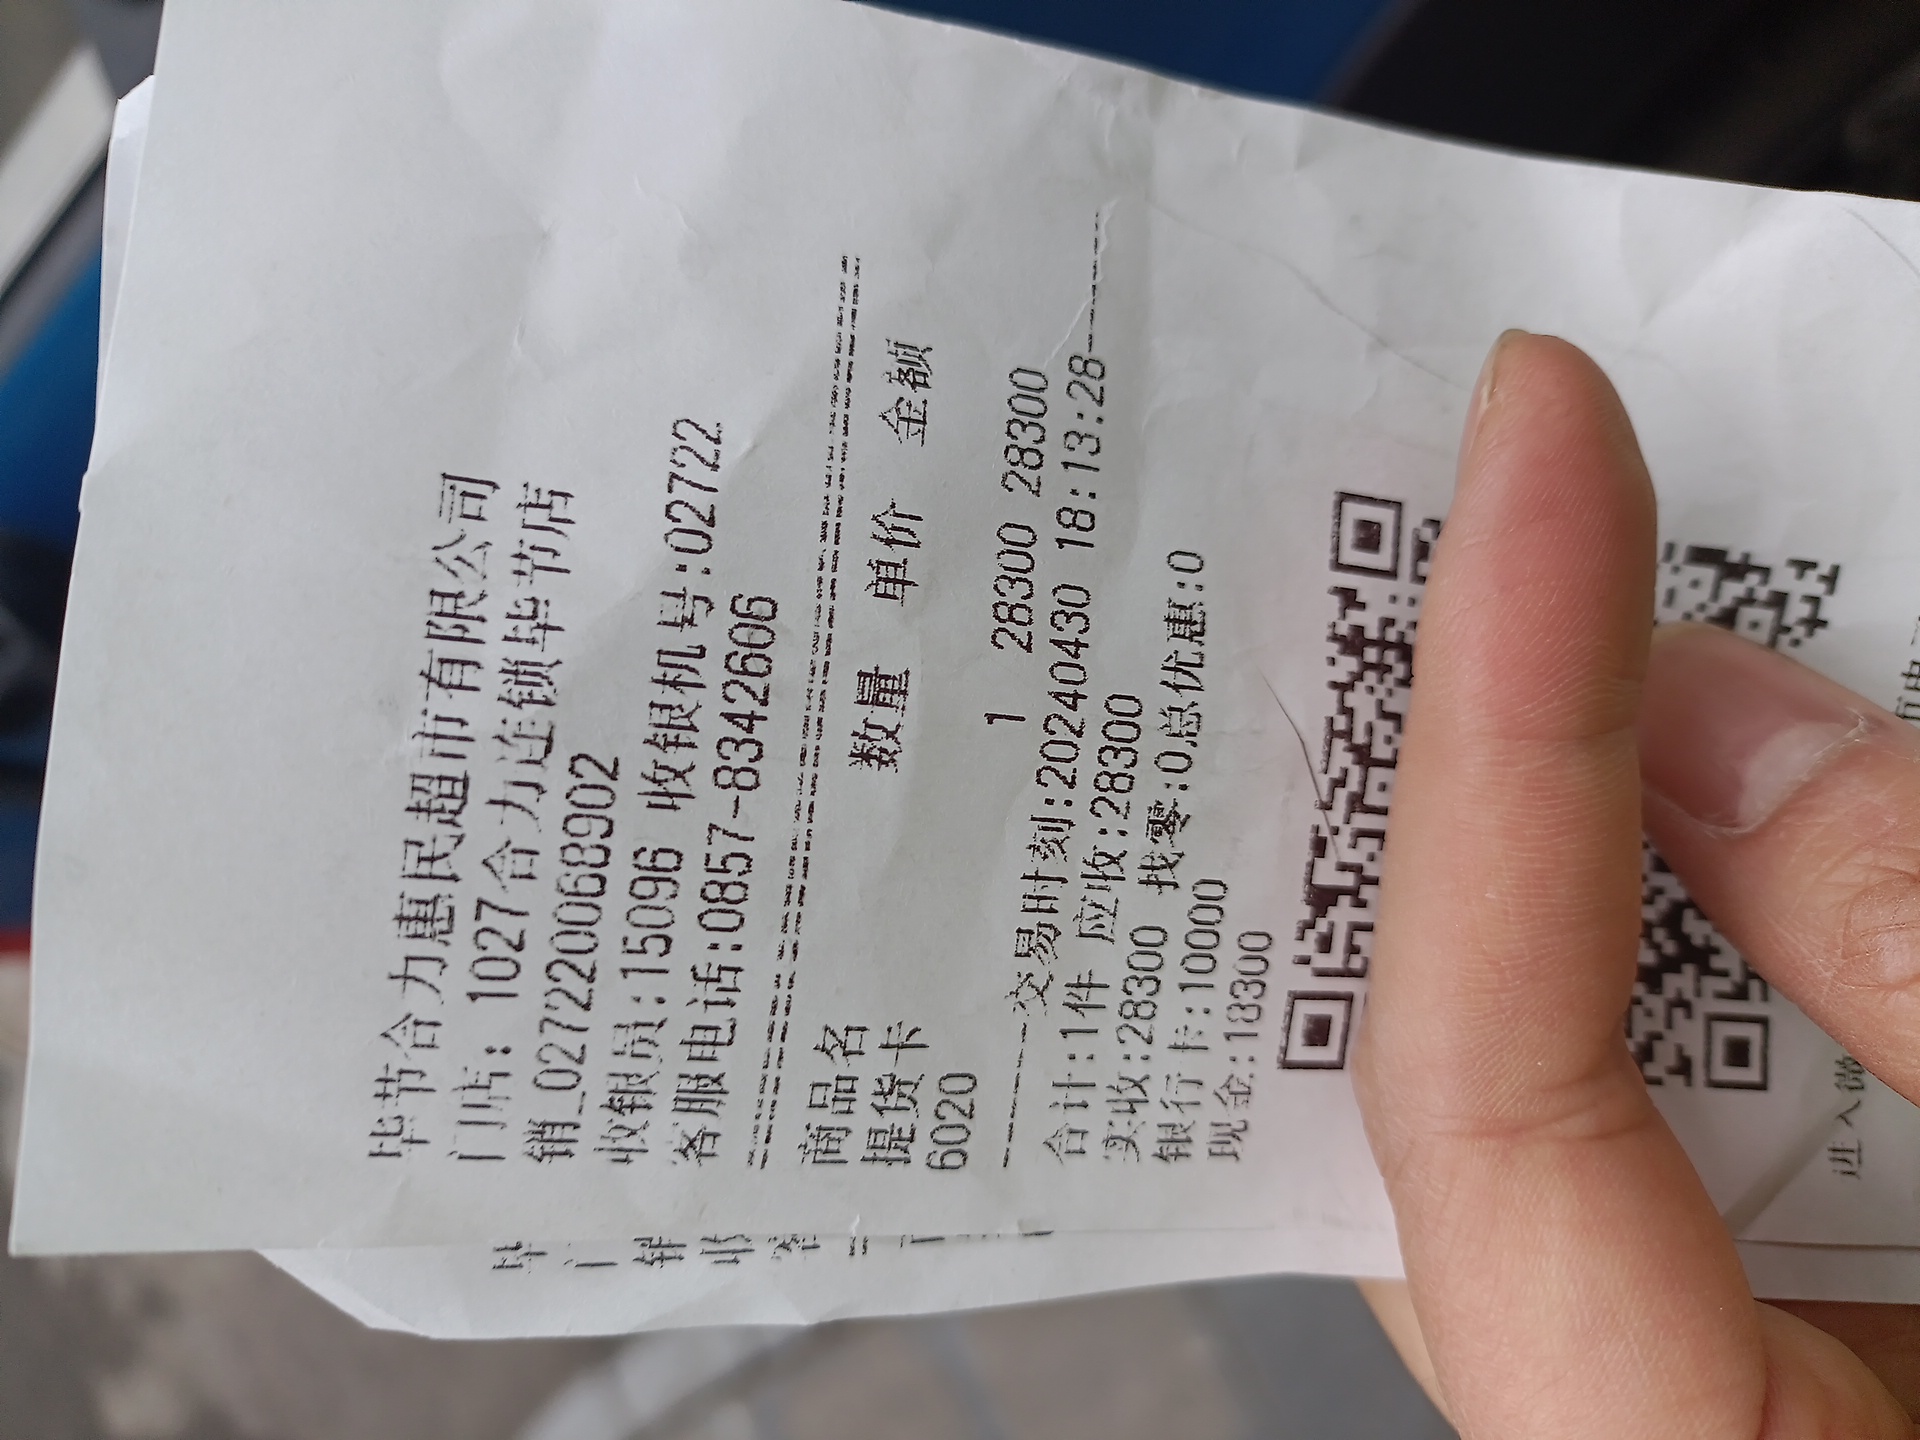 毕节合力惠民超市有限公司
门店: 1027合力连锁毕节店
销_027220068902
收银员:15096 收银机号:02722
客服电话:0857-8342606
商品名 数量 单价 金额
提货卡
6020 1 28300 28300
交易时刻:20240430 18:13:28
合计:1件 应收:28300
实收:28300 找零:0总优惠:0
银行卡:10000
现金:18300
进入微